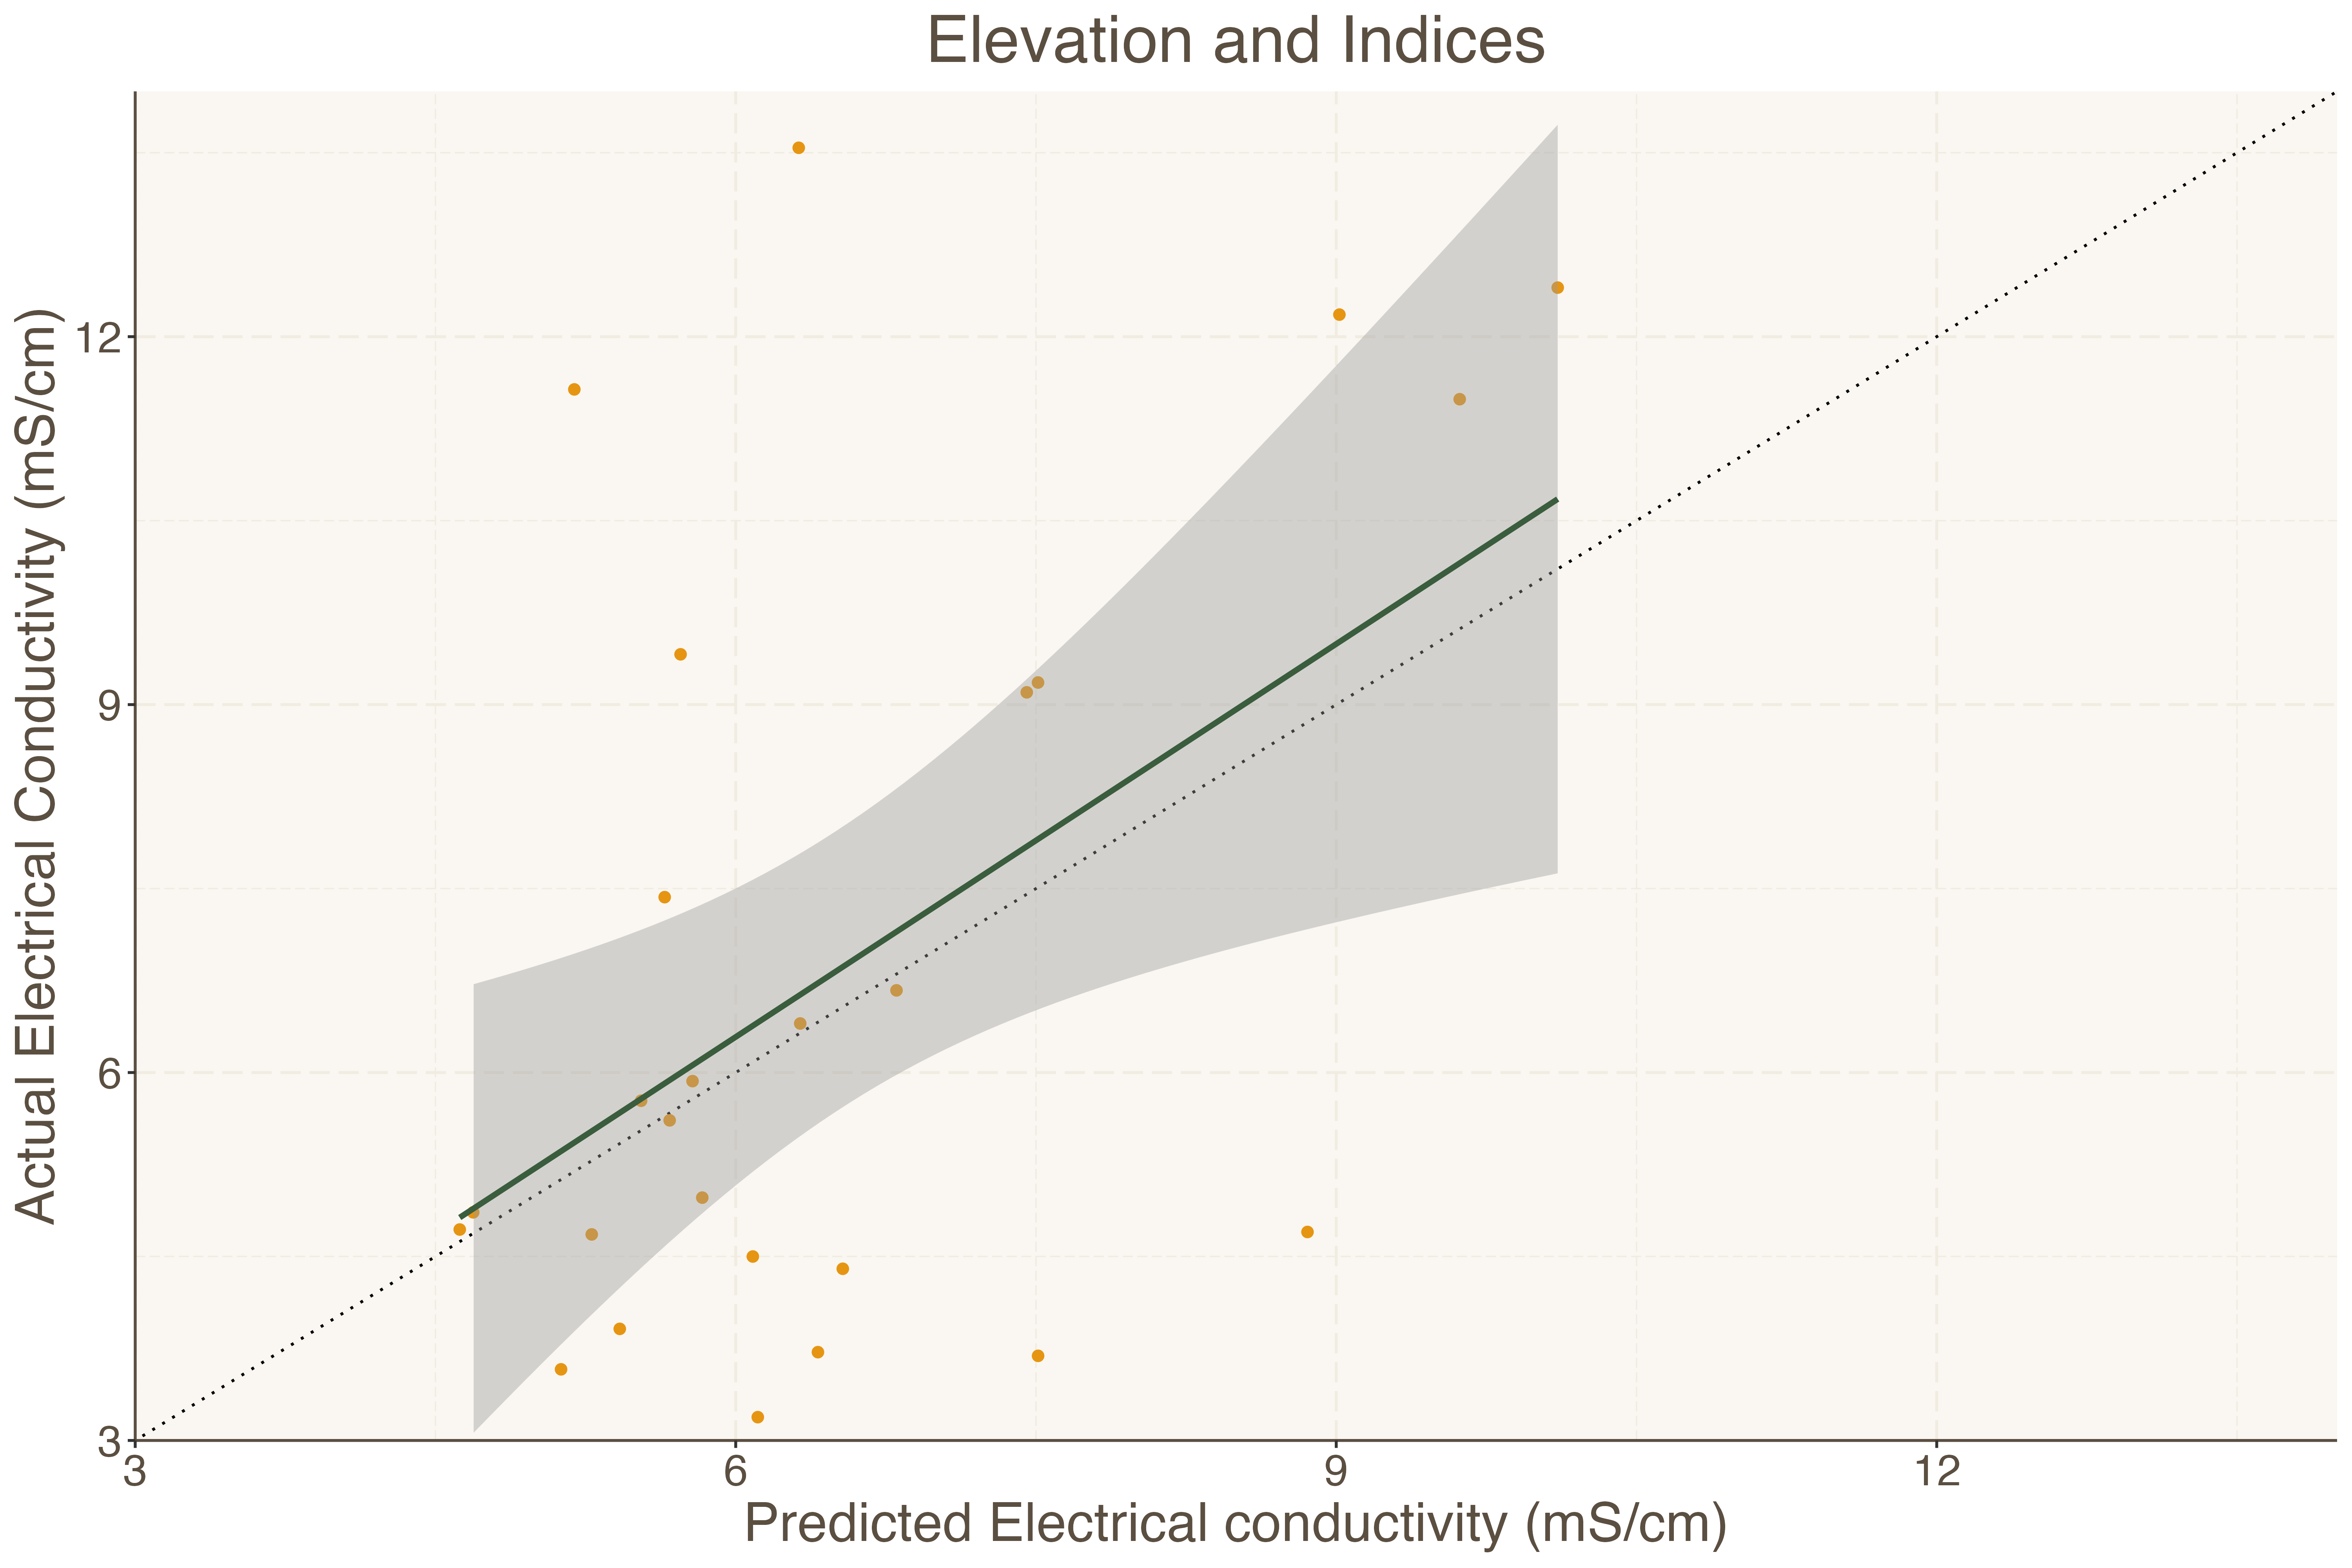 Elevation and Indices
Actual Electrical Conductivity (mS/cm)
12
9
6
3
3 6 9 12
Predicted Electrical conductivity (mS/cm)